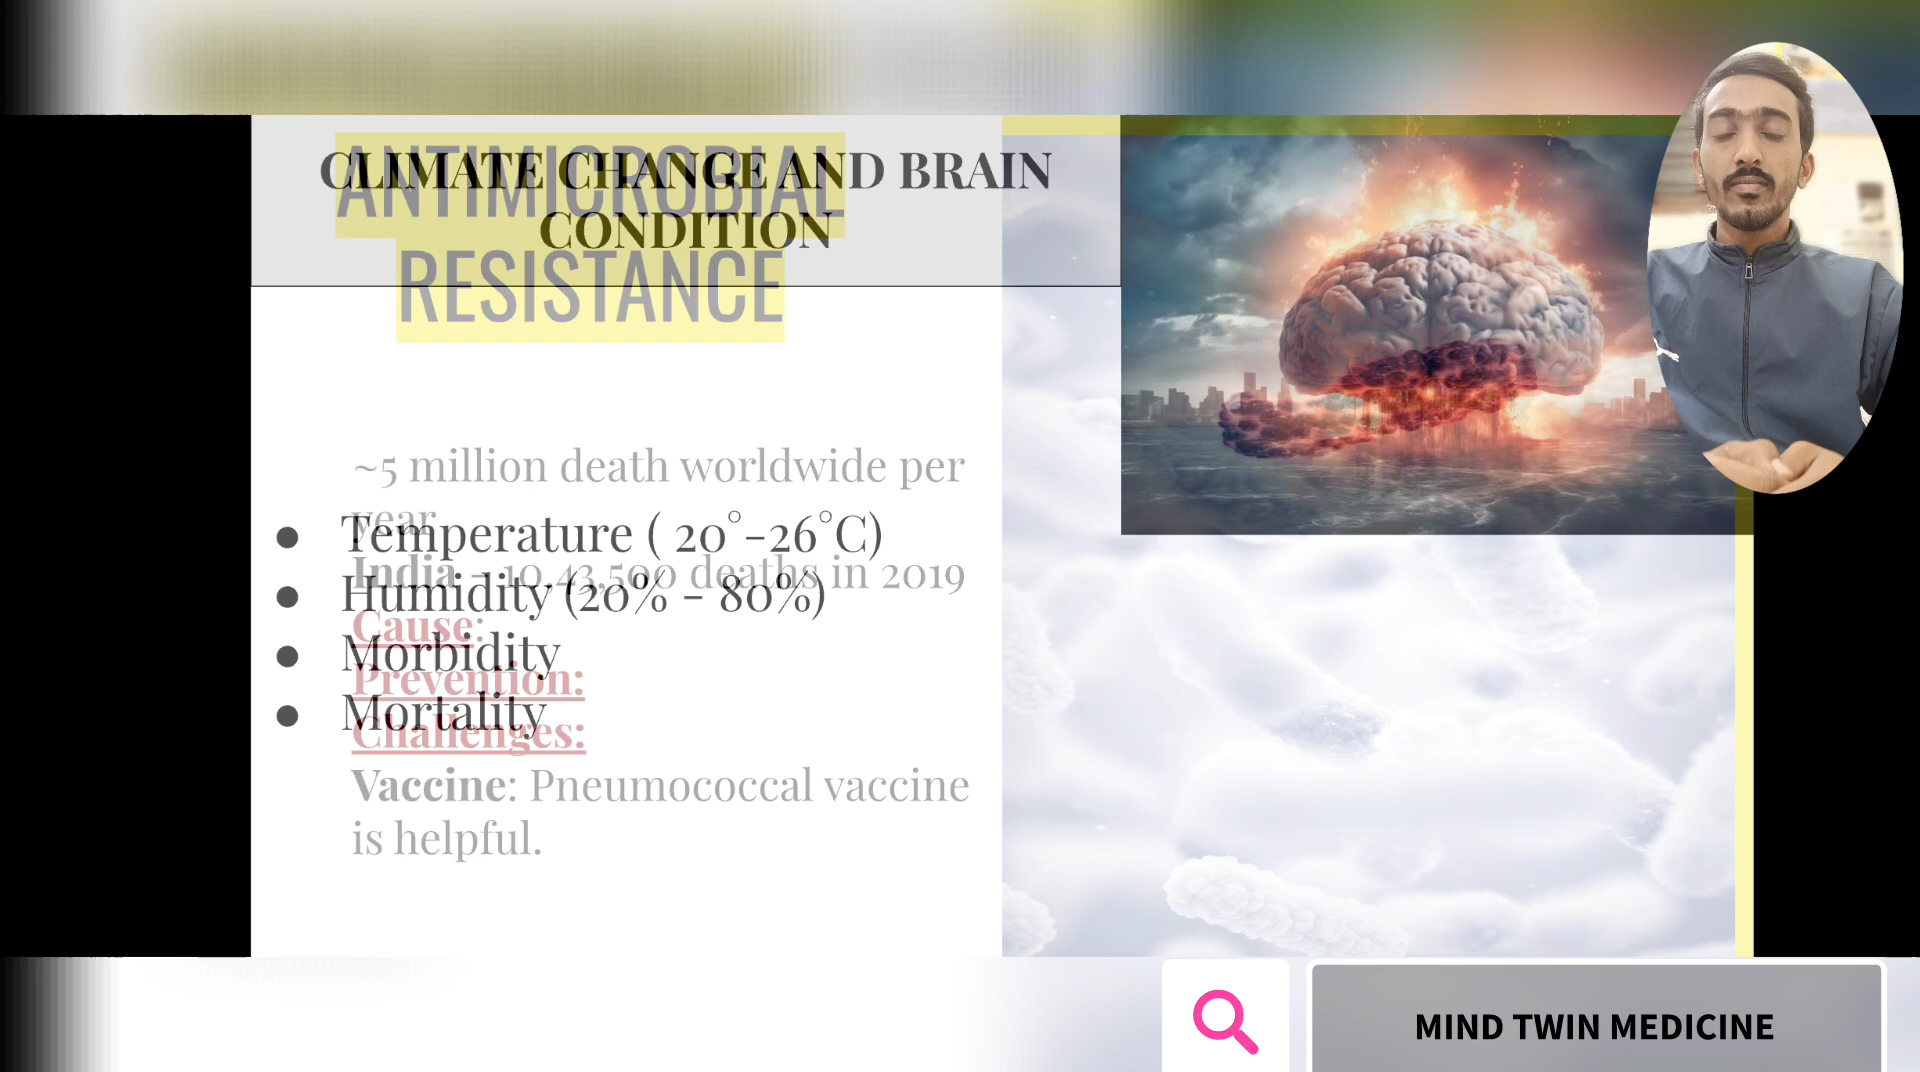 CLIMATE CHANGE AND BRAIN
CONDITION
ANTIMICROBIAL
RESISTANCE
~5 million death worldwide per
year
India - 10,43,500 deaths in 2019
Cause:
Prevention:
Challenges:
Vaccine: Pneumococcal vaccine
is helpful.
● Temperature ( 20°-26°C)
● Humidity (20% - 80%)
● Morbidity
● Mortality
MIND TWIN MEDICINE